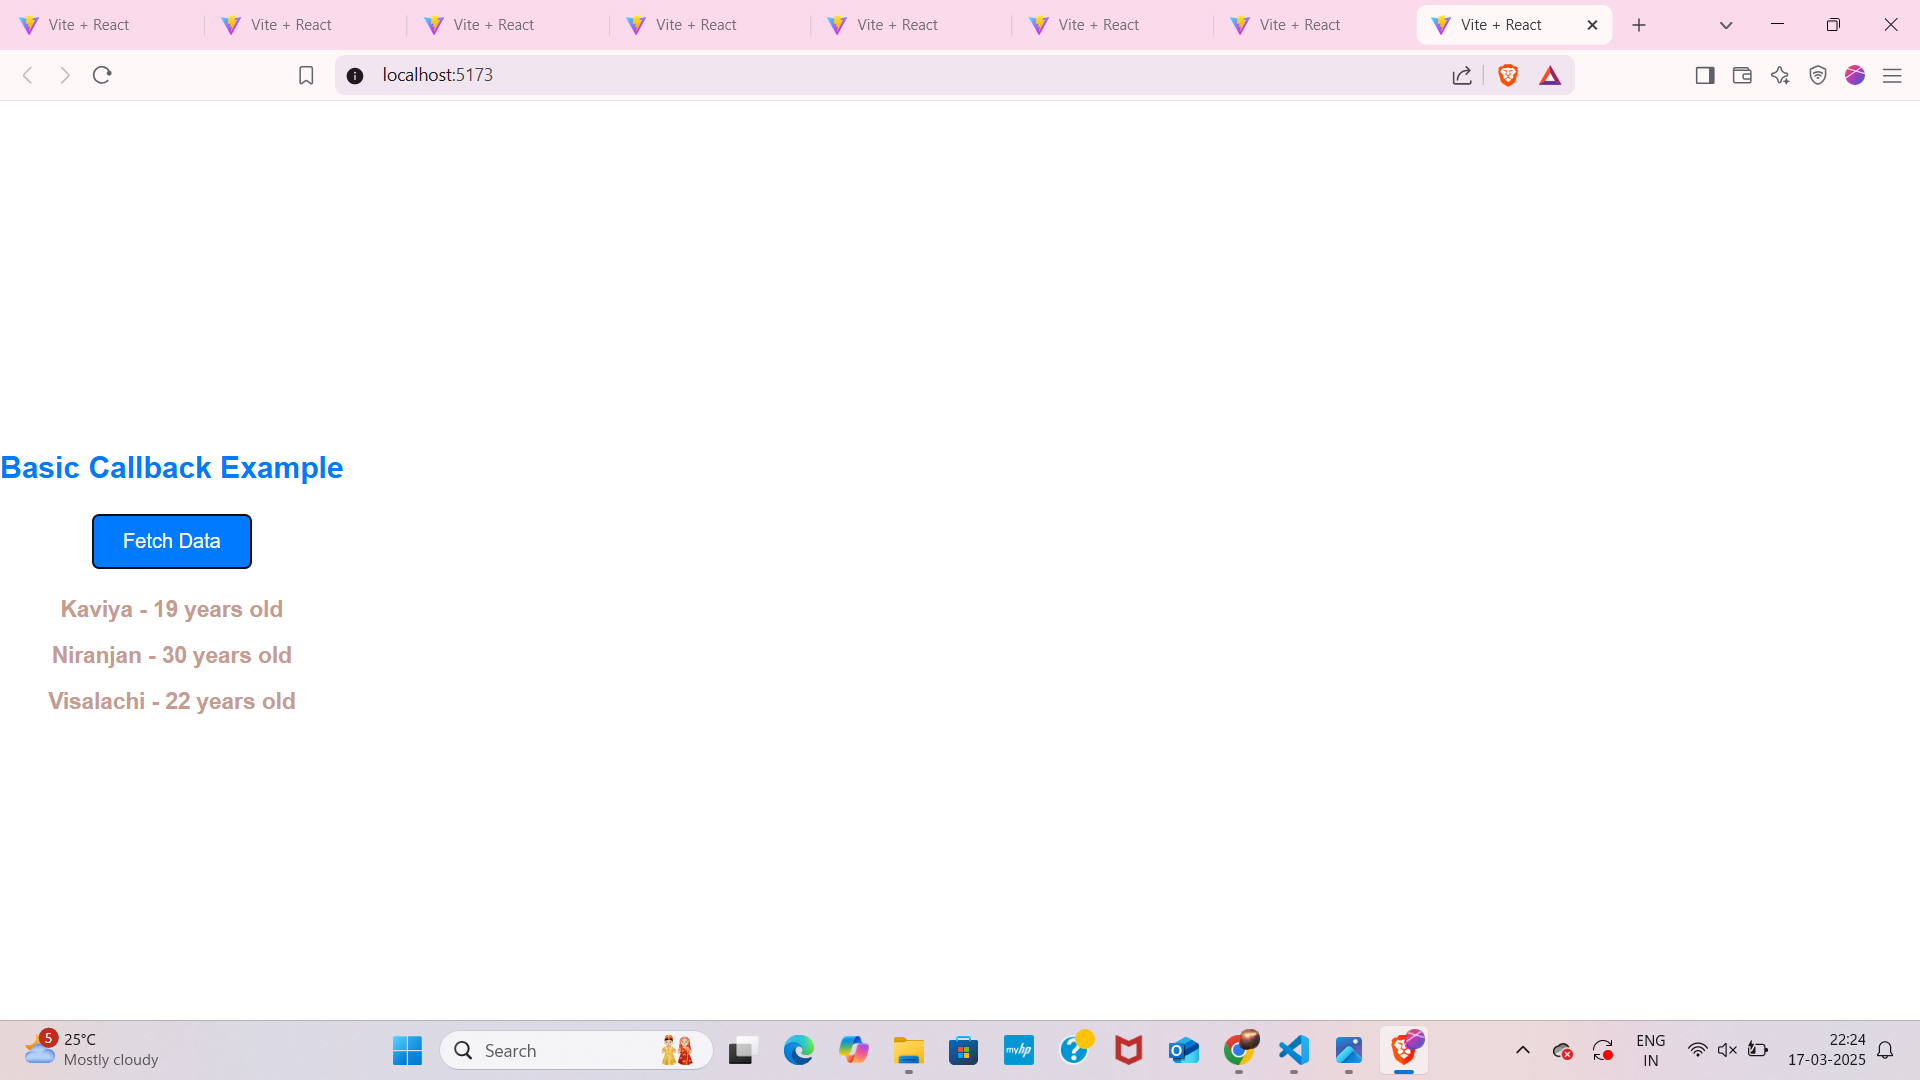 Vite + React
Vite + React
Vite + React
Vite + React
Vite + React
Vite + React
Vite + React
Vite + React
localhost:5173
Basic Callback Example
Fetch Data
Kaviya - 19 years old
Niranjan - 30 years old
Visalachi - 22 years old
5
25°C
Mostly cloudy
Search
myhp
ENG
IN
22:24
17-03-2025